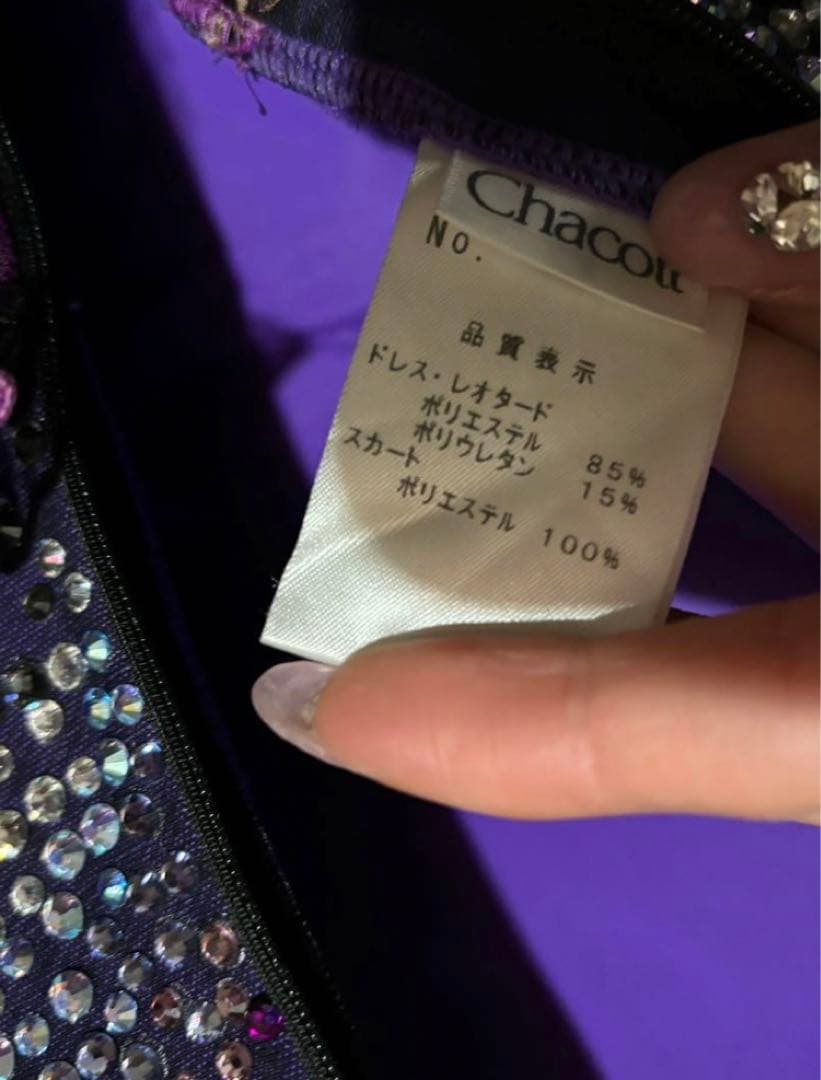 Chacott
No.
品質表示
ドレス・レオタード
ポリエステル 85%
ポリウレタン 15%
スカート
ポリエステル 100%